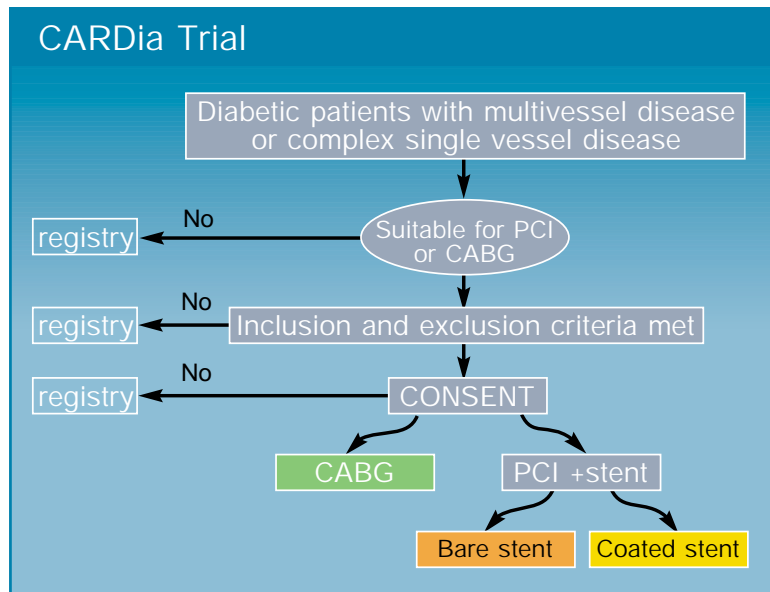 CARDia Trial
Diabetic patients with multivessel disease
or complex single vessel disease
No
registry
Suitable for PCI
or CABG
No
registry
Inclusion and exclusion criteria met
No
registry
CONSENT
CABG
PCI +stent
Bare stent
Coated stent